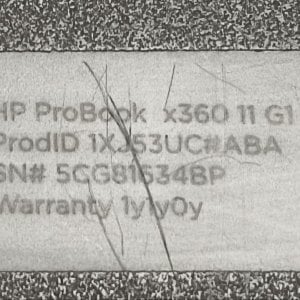 HP ProBook x360 11 G1
ProdID 1XJ53UC#ABA
SN# 5CG81634BP
Warranty 1y1y0y